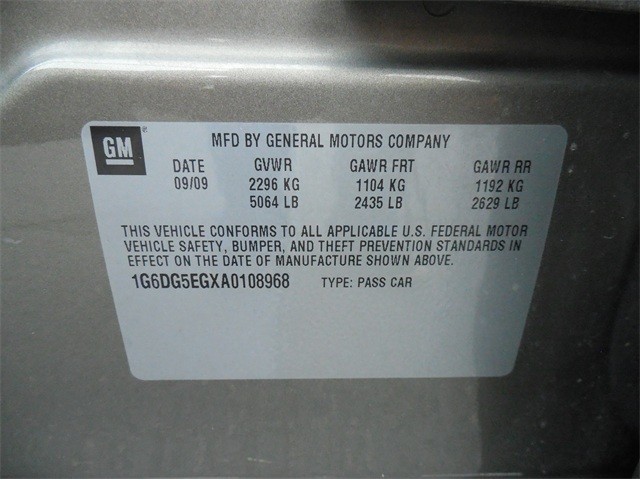 GM
MFD BY GENERAL MOTORS COMPANY
DATE GVWR GAWR FRT GAWR RR
09/09 2296 KG 1104 KG 1192 KG
5064 LB 2435 LB 2629 LB
THIS VEHICLE CONFORMS TO ALL APPLICABLE U.S. FEDERAL MOTOR
VEHICLE SAFETY, BUMPER, AND THEFT PREVENTION STANDARDS IN
EFFECT ON THE DATE OF MANUFACTURE SHOWN ABOVE.
1G6DG5EGXA0108968 TYPE: PASS CAR